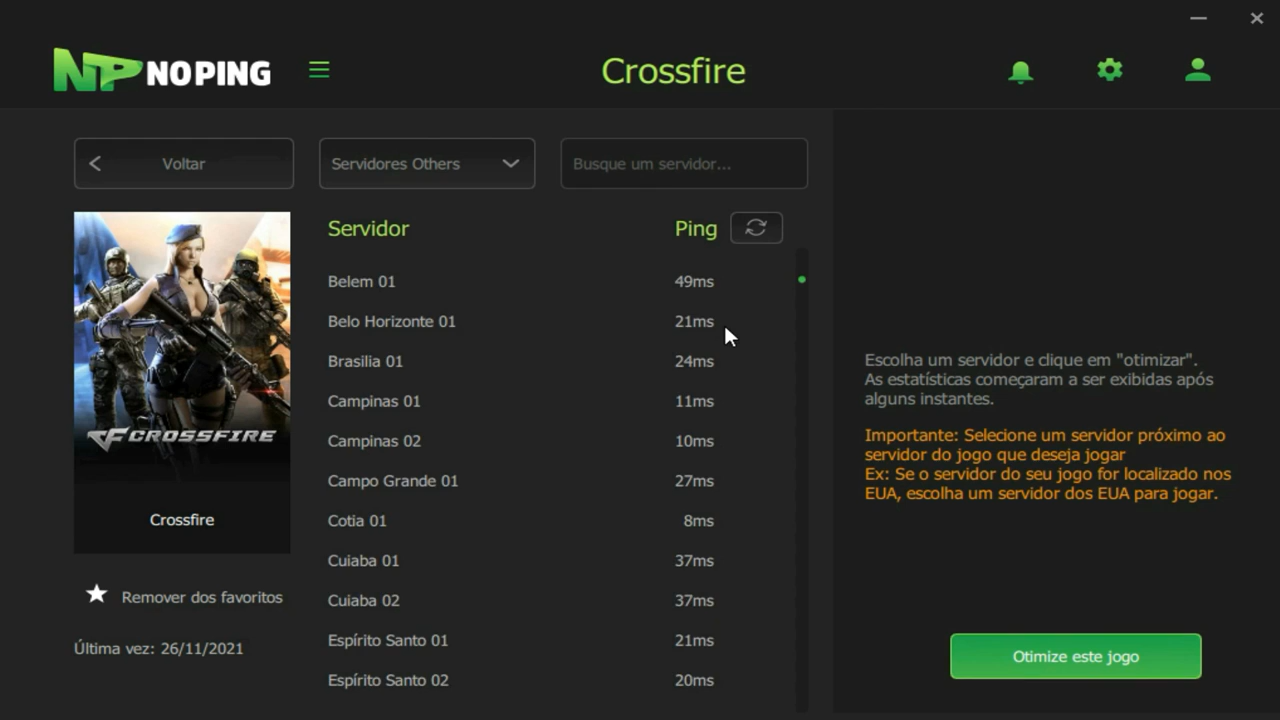 NP NOPING
Crossfire
Voltar
Servidores Others
Busque um servidor...
Servidor Ping
Belem 01 49ms
Belo Horizonte 01 21ms
Brasilia 01 24ms
Campinas 01 11ms
Campinas 02 10ms
Campo Grande 01 27ms
Cotia 01 8ms
Cuiaba 01 37ms
Cuiaba 02 37ms
Espírito Santo 01 21ms
Espírito Santo 02 20ms
CF CROSSFIRE
Crossfire
Remover dos favoritos
Última vez: 26/11/2021
Escolha um servidor e clique em "otimizar".
As estatísticas começaram a ser exibidas após
alguns instantes.
Importante: Selecione um servidor próximo ao
servidor do jogo que deseja jogar
Ex: Se o servidor do seu jogo for localizado nos
EUA, escolha um servidor dos EUA para jogar.
Otimize este jogo